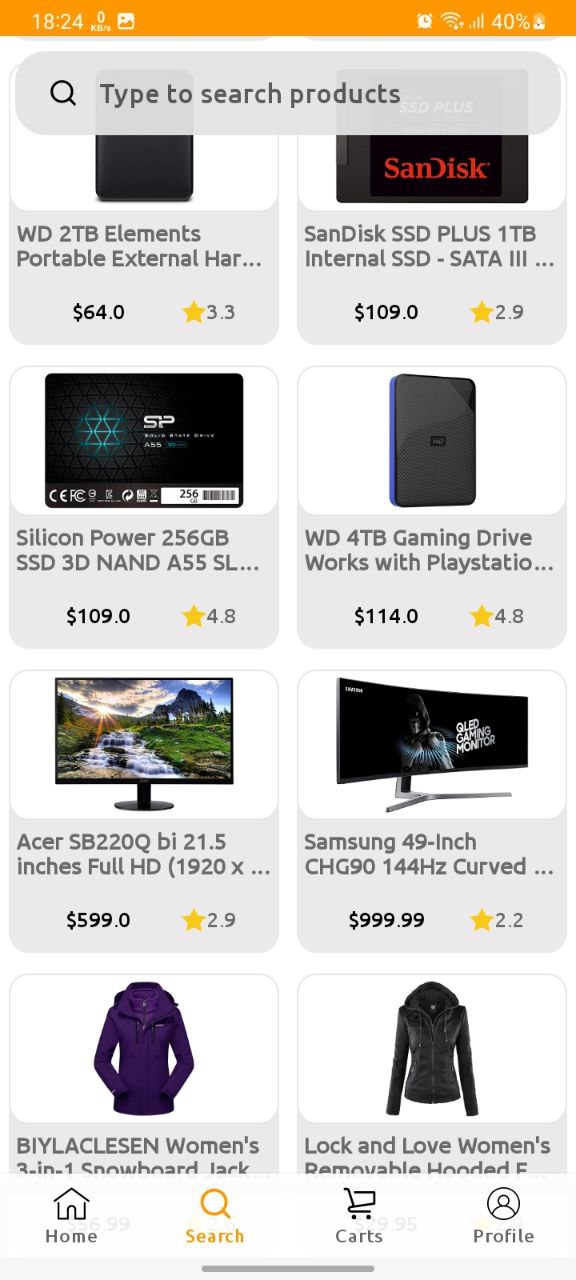 18:24 0 KB/s 40%
Type to search products
SSD PLUS
SanDisk
WD 2TB Elements
Portable External Har...
$64.0 3.3
SanDisk SSD PLUS 1TB
Internal SSD - SATA III ...
$109.0 2.9
SP
SOLID STATE DRIVE
A55
256
GB
Silicon Power 256GB
SSD 3D NAND A55 SL...
$109.0 4.8
WD
WD 4TB Gaming Drive
Works with Playstatio...
$114.0 4.8
Acer SB220Q bi 21.5
inches Full HD (1920 x ...
$599.0 2.9
SAMSUNG
QLED
GAMING
MONITOR
Samsung 49-Inch
CHG90 144Hz Curved ...
$999.99 2.2
BIYLACLESEN Women's
3-in-1 Snowboard Jack...
$56.99 2.6
Lock and Love Women's
Removable Hooded F...
$29.95
Home
Search
Carts
Profile